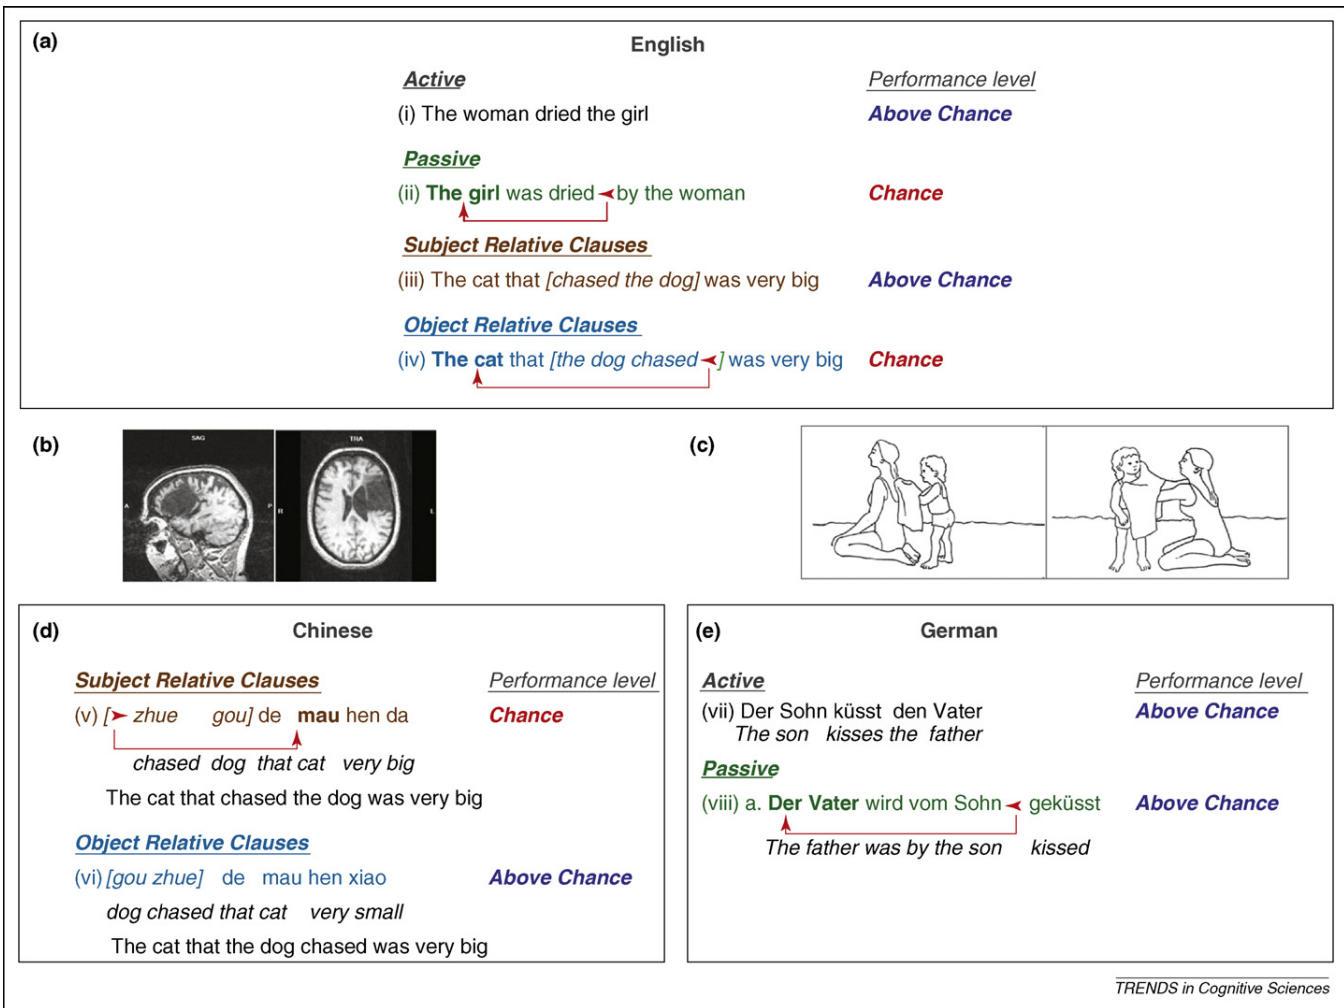 (a)
English
Active Performance level
(i) The woman dried the girl Above Chance
Passive
(ii) The girl was dried by the woman Chance
Subject Relative Clauses
(iii) The cat that [chased the dog] was very big Above Chance
Object Relative Clauses
(iv) The cat that [the dog chased ] was very big Chance
(b)
SAG
A
P
TRA
R
L
(c)
(d)
Chinese
Subject Relative Clauses Performance level
(v) [ zhue gou] de mau hen da Chance
chased dog that cat very big
The cat that chased the dog was very big
Object Relative Clauses
(vi) [gou zhue] de mau hen xiao Above Chance
dog chased that cat very small
The cat that the dog chased was very big
(e)
German
Active Performance level
(vii) Der Sohn küsst den Vater Above Chance
The son kisses the father
Passive
(viii) a. Der Vater wird vom Sohn geküsst Above Chance
The father was by the son kissed
TRENDS in Cognitive Sciences